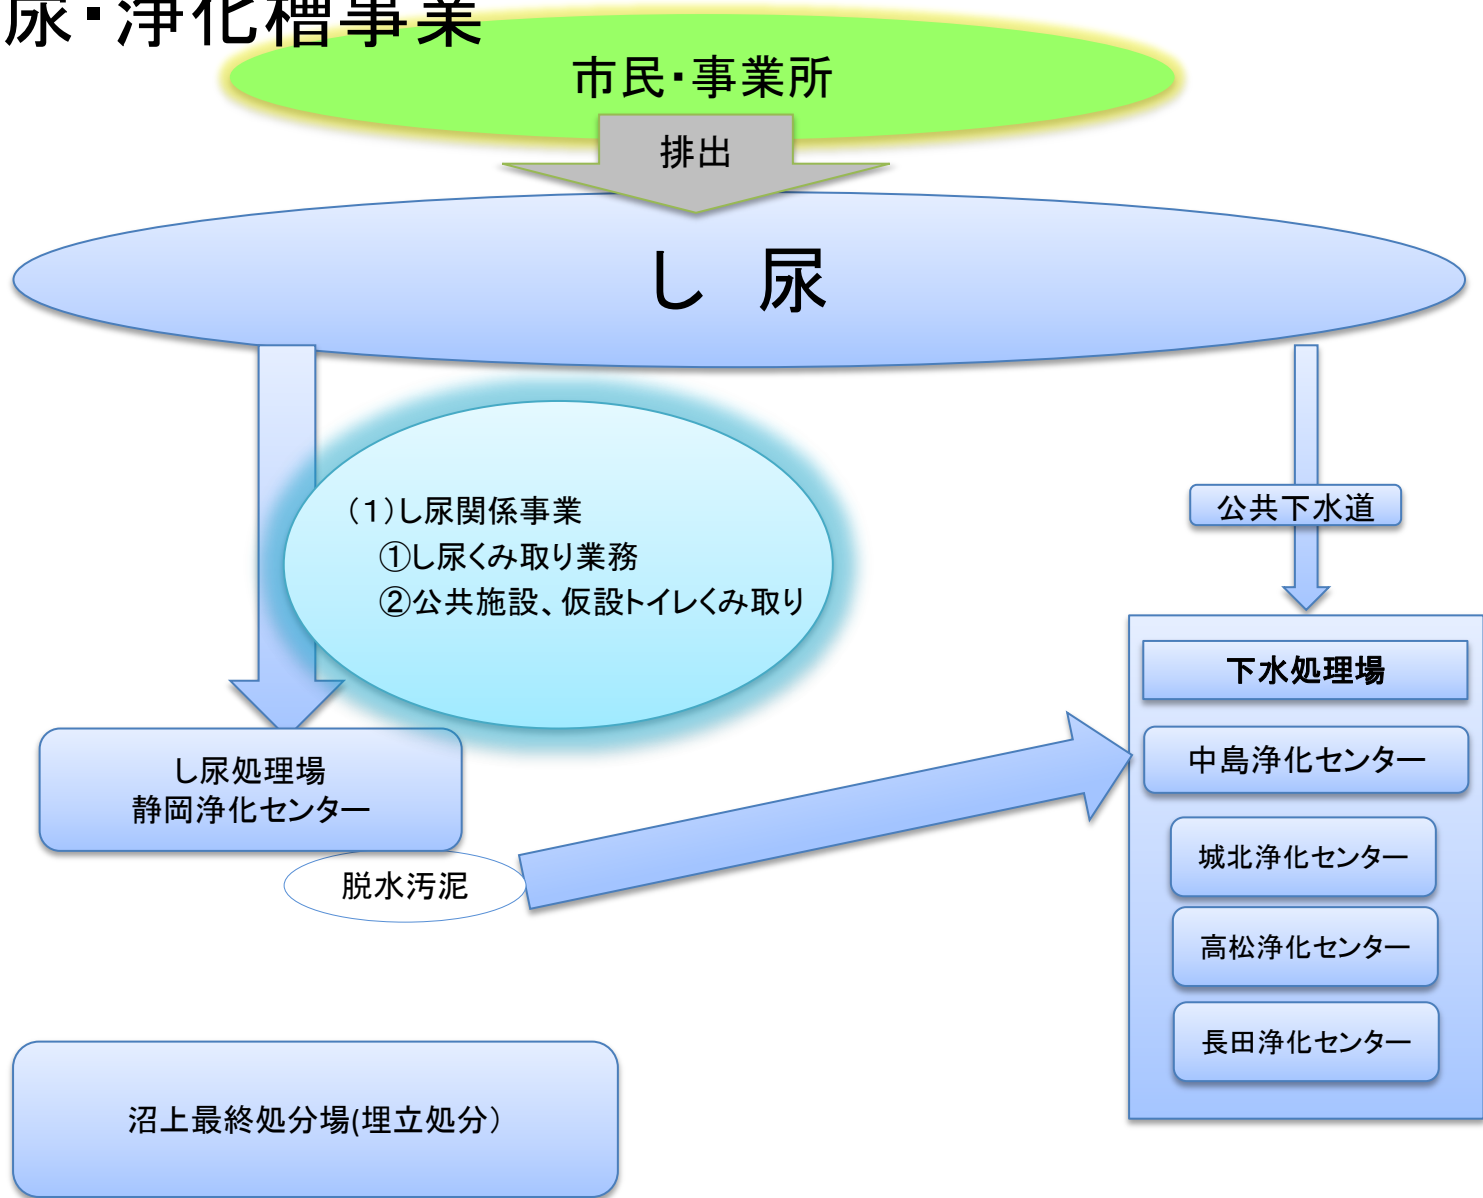 尿・浄化槽事業
市民・事業所
排出
し　尿
（１）し尿関係事業
①し尿くみ取り業務
②公共施設、仮設トイレくみ取り
公共下水道
下水処理場
中島浄化センター
し尿処理場
静岡浄化センター
城北浄化センター
脱水汚泥
高松浄化センター
長田浄化センター
沼上最終処分場(埋立処分）